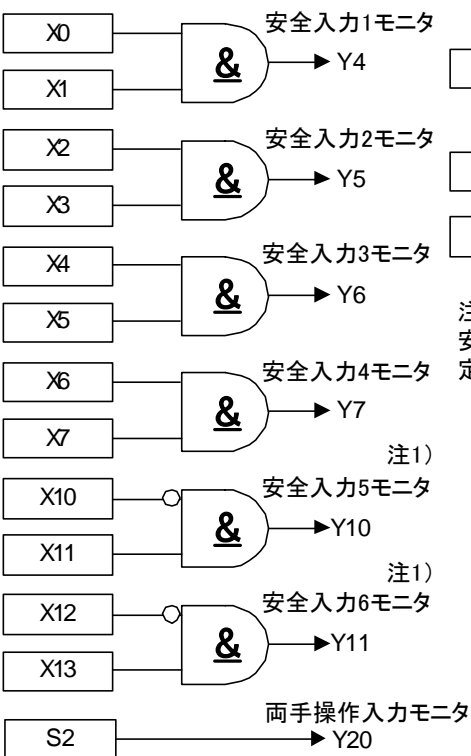 安全入力1モニタ
X0
&
Y4
X1
安全入力2モニタ
X2
&
Y5
X3
安全入力3モニタ
X4
&
Y6
X5
安全入力4モニタ
X6
&
Y7
X7
注1)
安全入力5モニタ
X10
&
Y10
X11
注1)
安全入力6モニタ
X12
&
Y11
X13
両手操作入力モニタ
S2
Y20
注
安
定